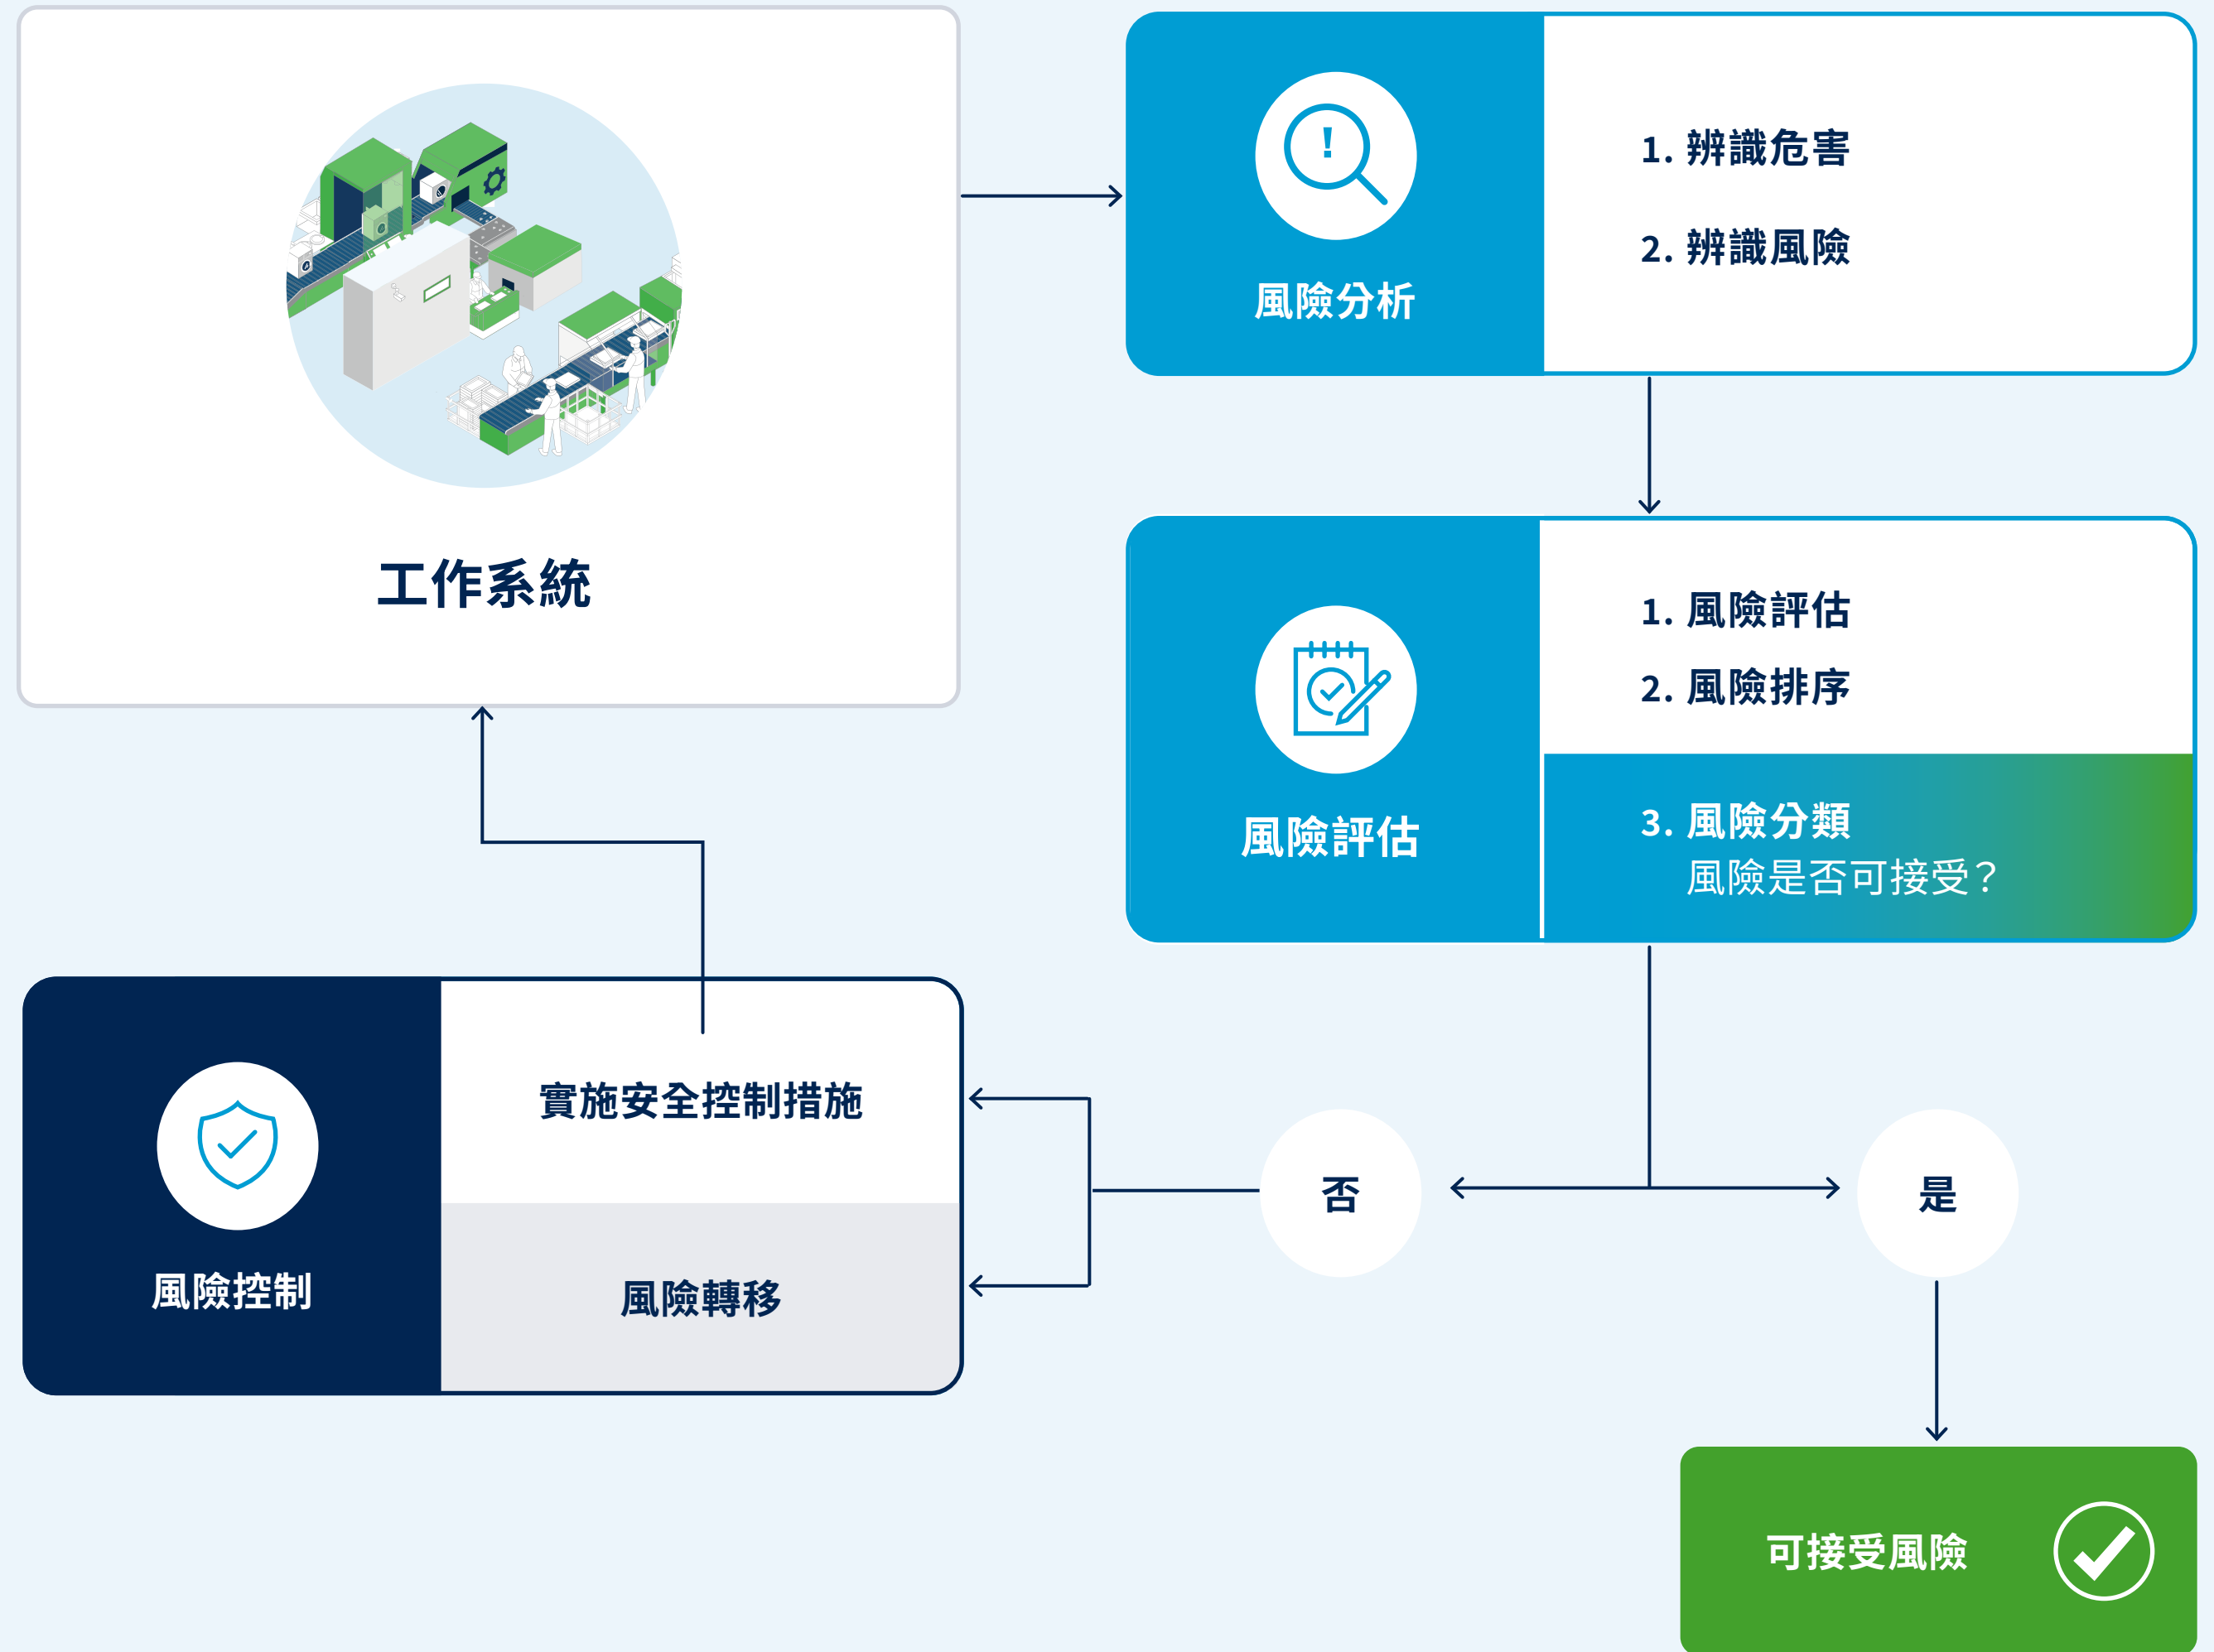 工作系統
風險分析
1. 辨識危害
2. 辨識風險
風險評估
1. 風險評估
2. 風險排序
3. 風險分類
風險是否可接受？
否
是
風險控制
實施安全控制措施
風險轉移
可接受風險